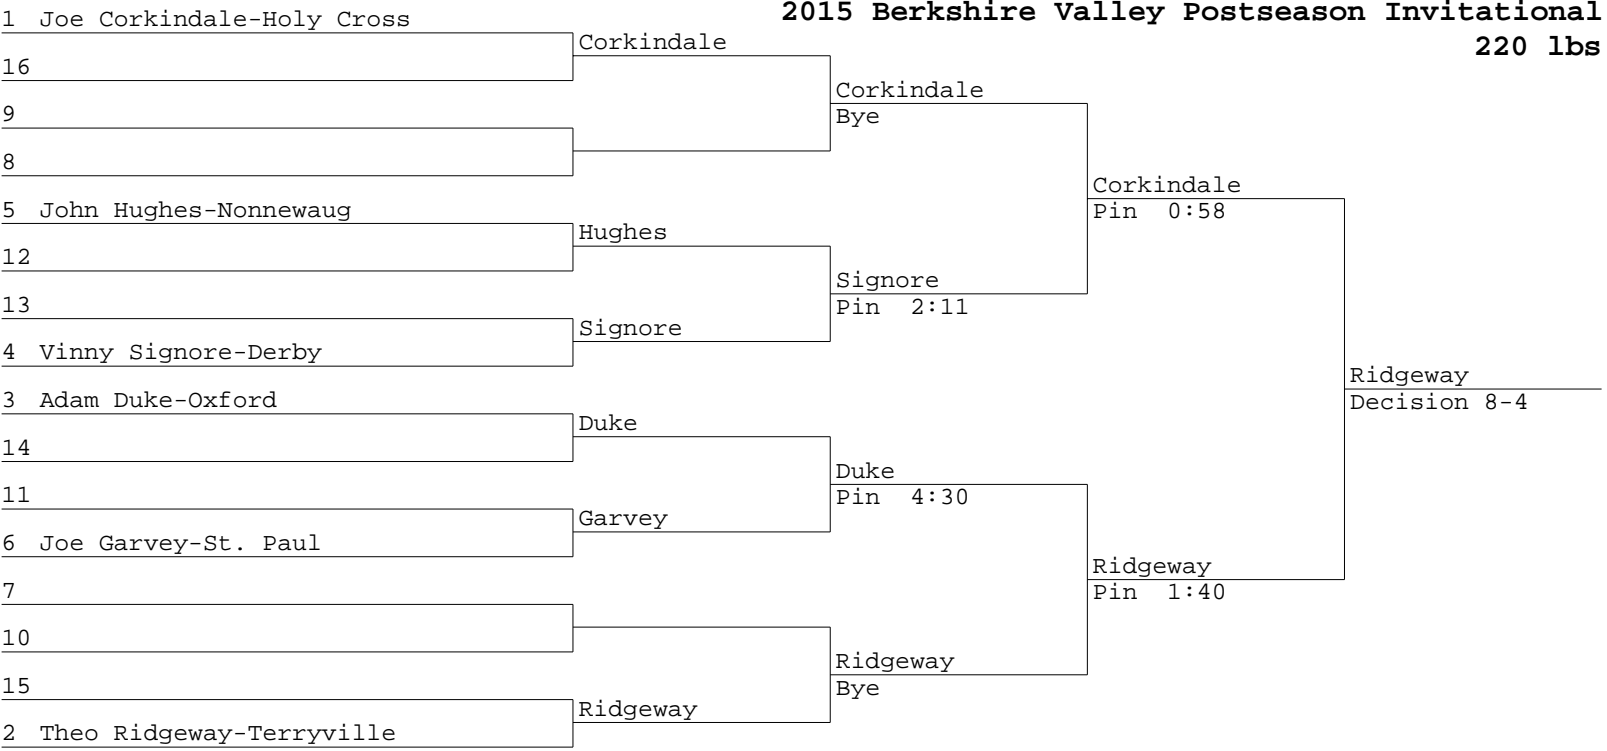 2015 Berkshire Valley Postseason Invitational
220 lbs
1 Joe Corkindale-Holy Cross
16
9
8
5 John Hughes-Nonnewaug
12
13
4 Vinny Signore-Derby
3 Adam Duke-Oxford
14
11
6 Joe Garvey-St. Paul
7
10
15
2 Theo Ridgeway-Terryville
Corkindale
Hughes
Signore
Duke
Garvey
Ridgeway
Corkindale
Bye
Signore
Pin 2:11
Duke
Pin 4:30
Ridgeway
Bye
Corkindale
Pin 0:58
Ridgeway
Pin 1:40
Ridgeway
Decision 8-4